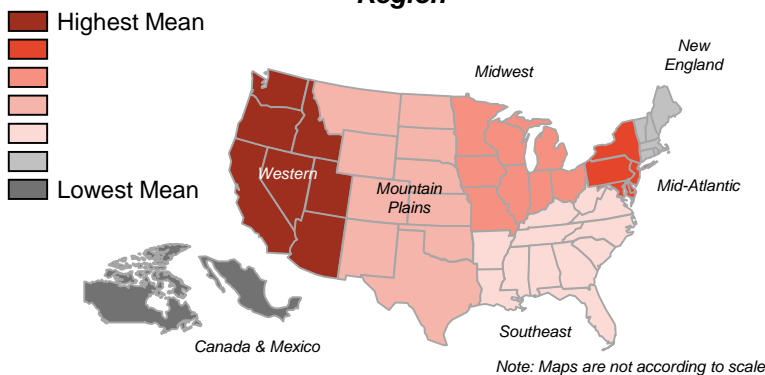 Region
Highest Mean
Lowest Mean
New
England
Midwest
Western
Mountain
Plains
Mid-Atlantic
Southeast
Canada & Mexico
Note: Maps are not according to scale